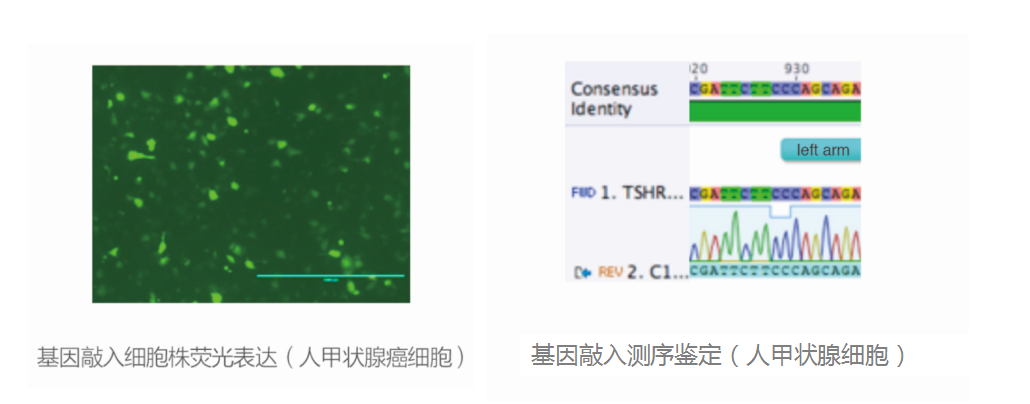 020 930
Consensus CGATTCTTCCCAGCAGA
Identity
left arm
FWD 1. TSHR... CGATTCTTCCCAGCAGA
REV 2. C1... CGATTCTTCCCAGCAGA
基因敲入细胞株荧光表达（人甲状腺癌细胞）
基因敲入测序鉴定（人甲状腺细胞）